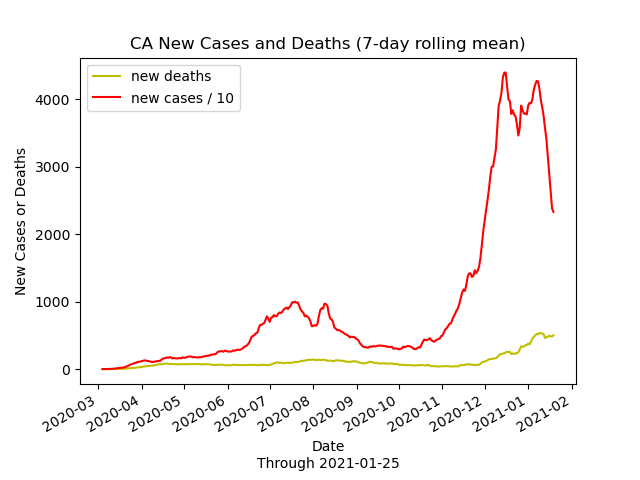 CA New Cases and Deaths (7-day rolling mean)
new deaths
new cases / 10
4000
3000
2000
1000
0
New Cases or Deaths
2020-03
2020-04
2020-05
2020-06
2020-07
2020-08
2020-09
2020-10
2020-11
2020-12
2021-01
2021-02
Date
Through 2021-01-25